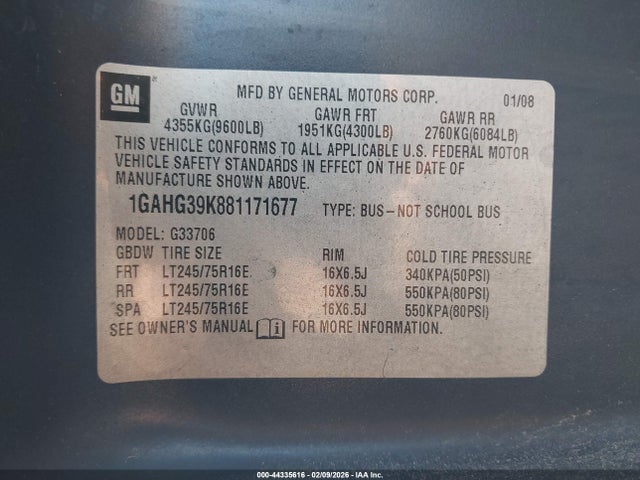 GM
MFD BY GENERAL MOTORS CORP. 01/08
GVWR GAWR FRT GAWR RR
4355KG(9600LB) 1951KG(4300LB) 2760KG(6084LB)
THIS VEHICLE CONFORMS TO ALL APPLICABLE U.S. FEDERAL MOTOR
VEHICLE SAFETY STANDARDS IN EFFECT ON THE DATE OF
MANUFACTURE SHOWN ABOVE.
1GAHG39K881171677 TYPE: BUS-NOT SCHOOL BUS
MODEL: G33706
GBDW TIRE SIZE RIM COLD TIRE PRESSURE
FRT LT245/75R16E 16X6.5J 340KPA(50PSI)
RR LT245/75R16E 16X6.5J 550KPA(80PSI)
SPA LT245/75R16E 16X6.5J 550KPA(80PSI)
SEE OWNER'S MANUAL FOR MORE INFORMATION.
000-44335616 - 02/09/2026 - IAA Inc.